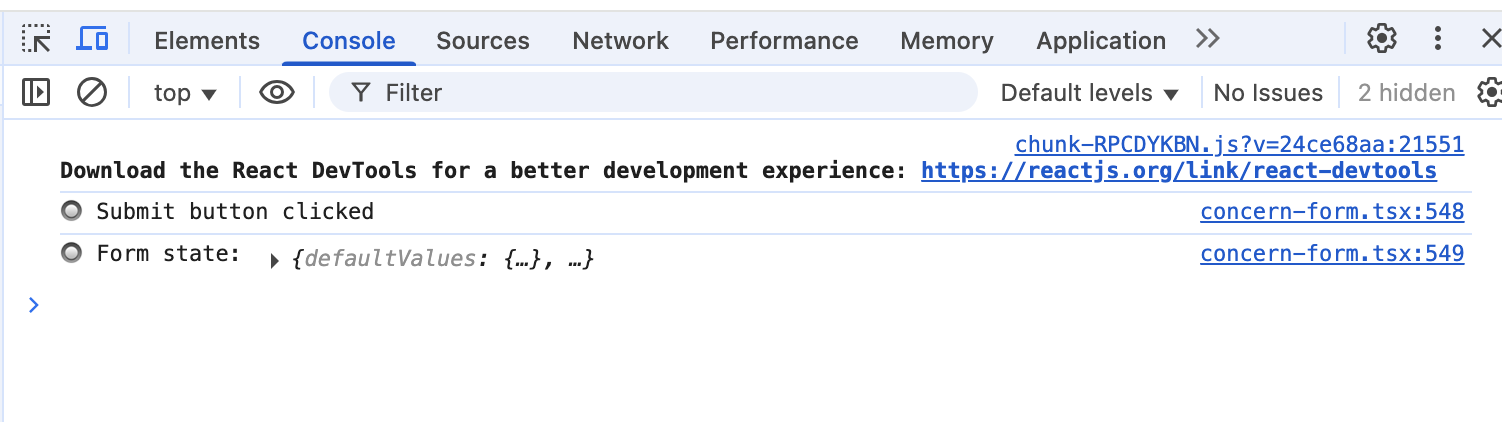 Elements Console Sources Network Performance Memory Application
top Filter Default levels No Issues 2 hidden
chunk-RPCDYKBN.js?v=24ce68aa:21551
Download the React DevTools for a better development experience: https://reactjs.org/link/react-devtools
🔘 Submit button clicked concern-form.tsx:548
🔘 Form state: ▶ {defaultValues: {…}, …} concern-form.tsx:549